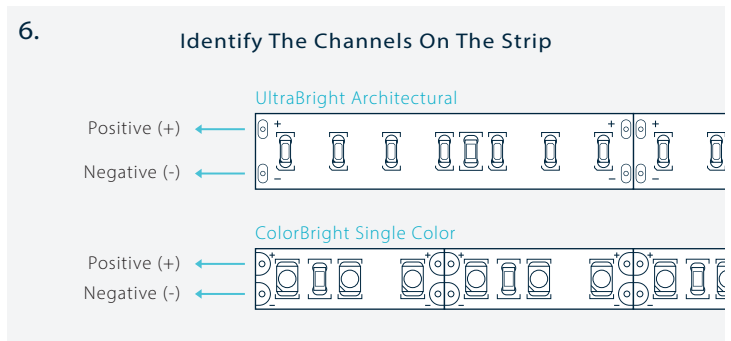 6.
Identify The Channels On The Strip
UltraBright Architectural
Positive (+)
+ + +
Negative (-)
– – –
ColorBright Single Color
Positive (+)
+ + + + +
Negative (-)
– – – – –